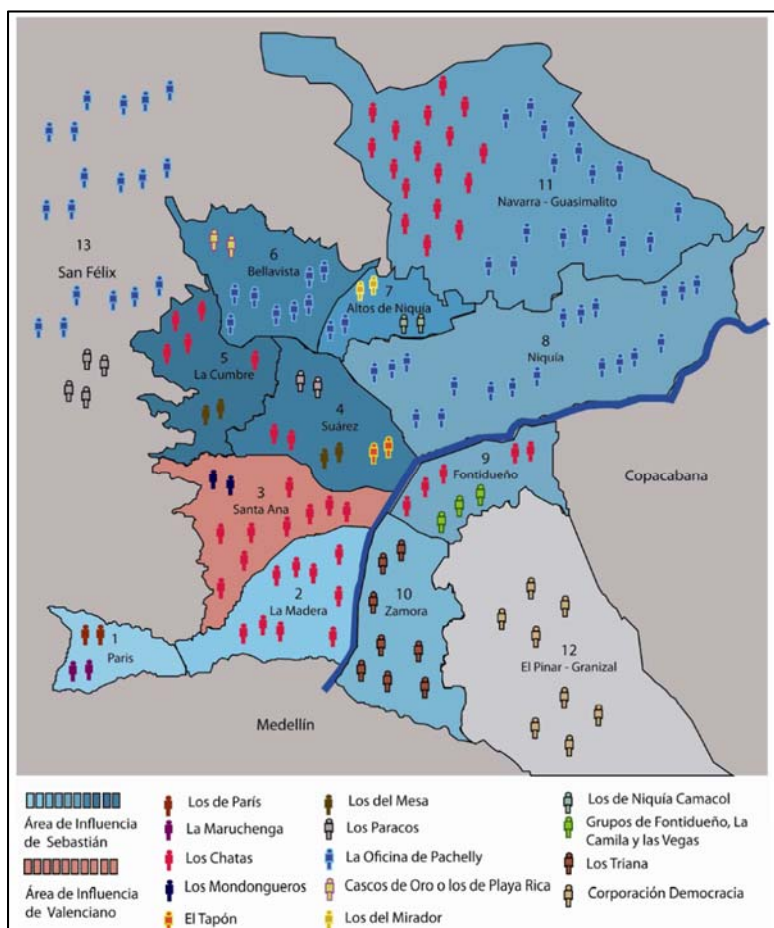 11
Navarra - Guasimalito
13
San Félix
6
Bellavista
7
Altos de Niquía
8
Niquía
5
La Cumbre
4
Suárez
9
Fontidueño
Copacabana
3
Santa Ana
2
La Madera
10
Zamora
1
Paris
12
El Pinar - Granizal
Medellín
Área de Influencia
de Sebastián
Área de Influencia
de Valenciano
Los de París
La Maruchenga
Los Chatas
Los Mondongueros
El Tapón
Los del Mesa
Los Paracos
La Oficina de Pachelly
Cascos de Oro o los de Playa Rica
Los del Mirador
Los de Niquía Camacol
Grupos de Fontidueño, La
Camila y las Vegas
Los Triana
Corporación Democracia